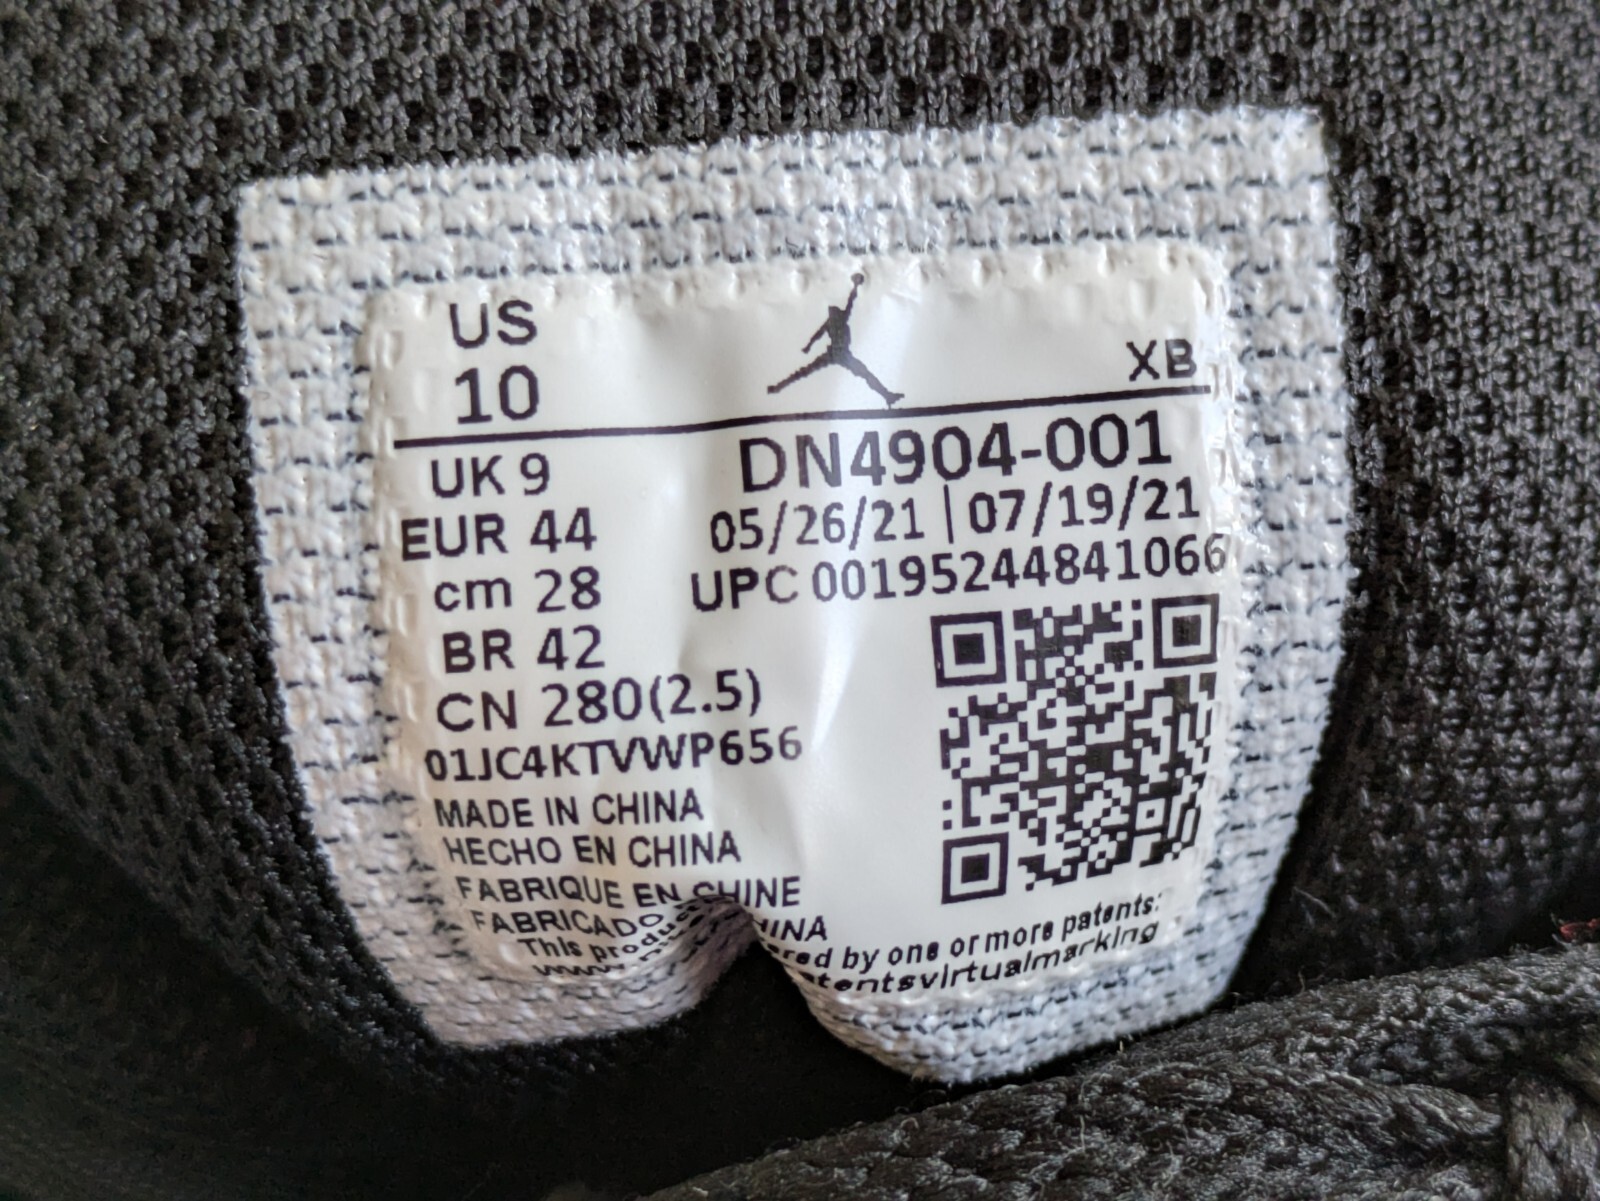 US
10
XB
UK 9
EUR 44
cm 28
BR 42
CN 280(2.5)
01JC4KTVWP656
DN4904-001
05/26/21 | 07/19/21
UPC 00195244841066
MADE IN CHINA
HECHO EN CHINA
FABRIQUE EN CHINE
FABRICADO CHINA
This by one or more patents: